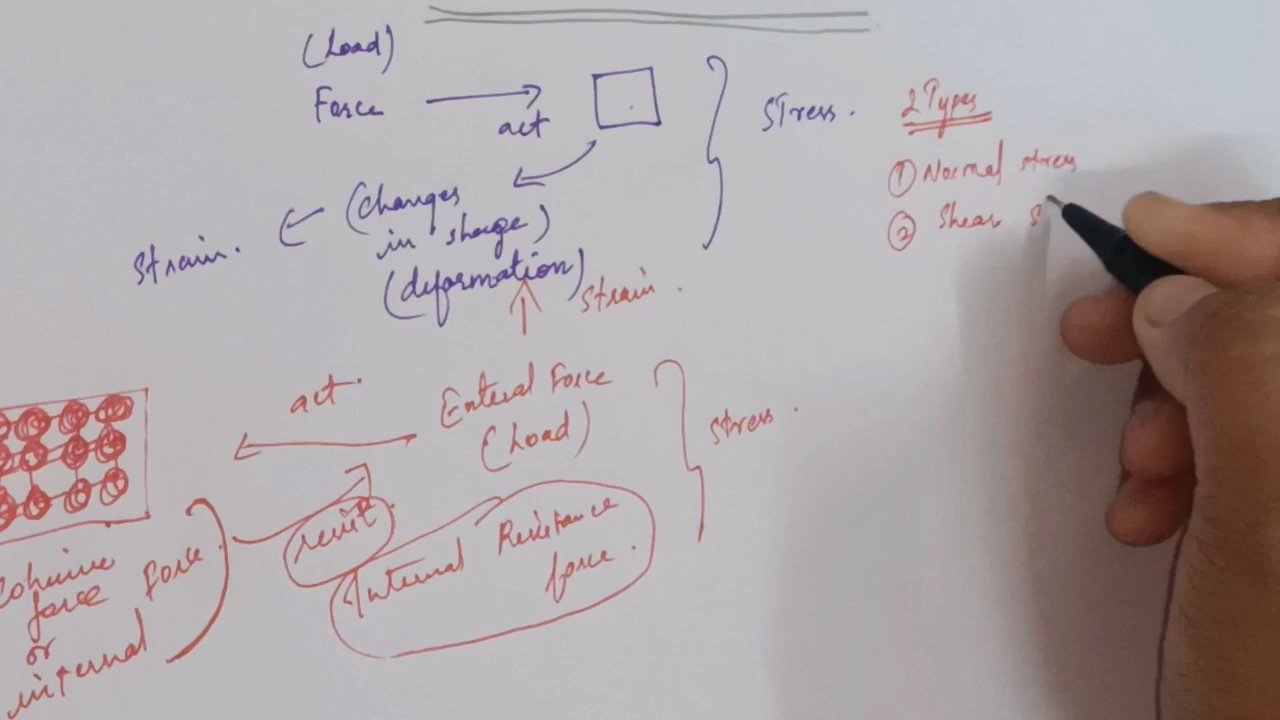 (Load)
Force
act
Stress.
2 Types
① Normal stress
② Shear S
(changes
in shage)
(deformation)
Strain.
Strain.
act.
External Force
(Load)
Stress.
resist.
Internal Resistance
force.
Cohesive
force Force.
or
internal